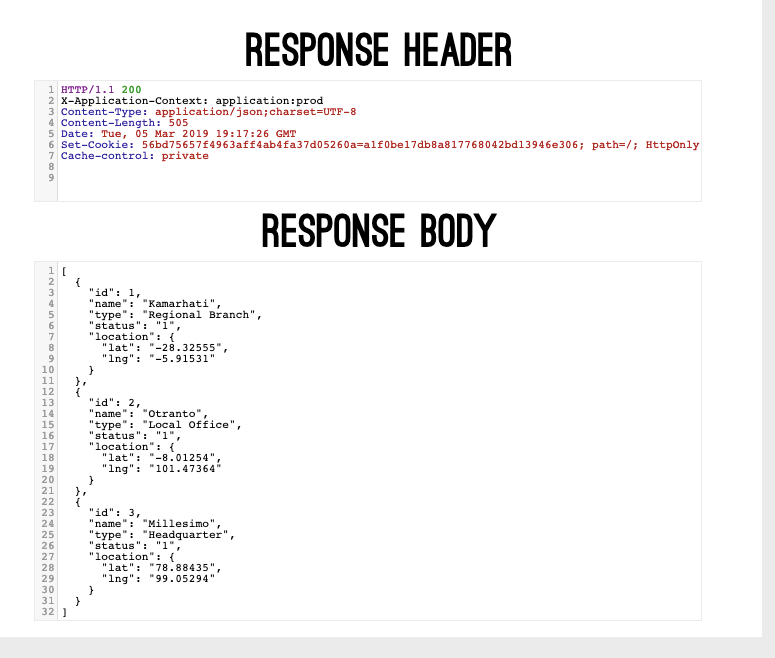 RESPONSE HEADER
1 HTTP/1.1 200
2 X-Application-Context: application:prod
3 Content-Type: application/json;charset=UTF-8
4 Content-Length: 505
5 Date: Tue, 05 Mar 2019 19:17:26 GMT
6 Set-Cookie: 56bd75657f4963aff4ab4fa37d05260a=a1f0be17db8a817768042bd13946e306; path=/; HttpOnly
7 Cache-control: private
8
9
RESPONSE BODY
1 [
2   {
3     "id": 1,
4     "name": "Kamarhati",
5     "type": "Regional Branch",
6     "status": "1",
7     "location": {
8       "lat": "-28.32555",
9       "lng": "-5.91531"
10     }
11   },
12   {
13     "id": 2,
14     "name": "Otranto",
15     "type": "Local Office",
16     "status": "1",
17     "location": {
18       "lat": "-8.01254",
19       "lng": "101.47364"
20     }
21   },
22   {
23     "id": 3,
24     "name": "Millesimo",
25     "type": "Headquarter",
26     "status": "1",
27     "location": {
28       "lat": "78.88435",
29       "lng": "99.05294"
30     }
31   }
32 ]